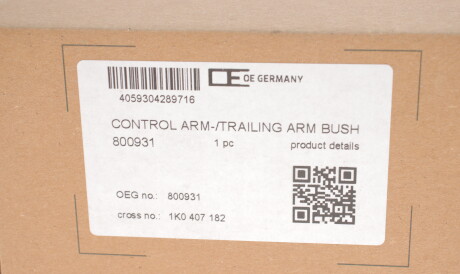 OE DE GERMANY
4059304289716
CONTROL ARM-/TRAILING ARM BUSH
800931 1 pc product details
OEG no.: 800931
cross no.: 1K0 407 182